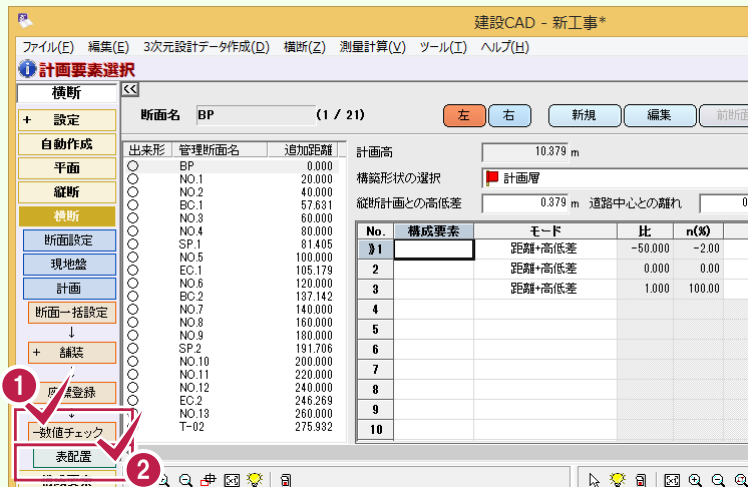 建設CAD - 新工事*
ファイル(F) 編集(E) 3次元設計データ作成(D) 横断(Z) 測量計算(V) ツール(T) ヘルプ(H)
計画要素選択
横断
+ 設定
自動作成
平面
縦断
横断
断面設定
現地盤
計画
断面一括設定
↓
+ 舗装
座標登録
-数値チェック
表配置
1
2
<<
断面名 BP (1 / 21)
左 右 新規 編集
出来形 管理断面名 追加距離
BP 0.000
NO.1 20.000
NO.2 40.000
BC.1 57.631
NO.3 60.000
NO.4 80.000
SP.1 81.405
NO.5 100.000
EC.1 105.179
NO.6 120.000
BC.2 137.142
NO.7 140.000
NO.8 160.000
NO.9 180.000
SP.2 191.706
NO.10 200.000
NO.11 220.000
NO.12 240.000
EC.2 246.269
NO.13 260.000
T-02 275.932
計画高 10.379 m
構築形状の選択 計画層
縦断計画との高低差 0.379 m 道路中心との離れ
No. 構成要素 モード 比 n(%)
1 距離+高低差 -50.000 -2.00
2 距離+高低差 0.000 0.00
3 距離+高低差 1.000 100.00
4
5
6
7
8
9
10